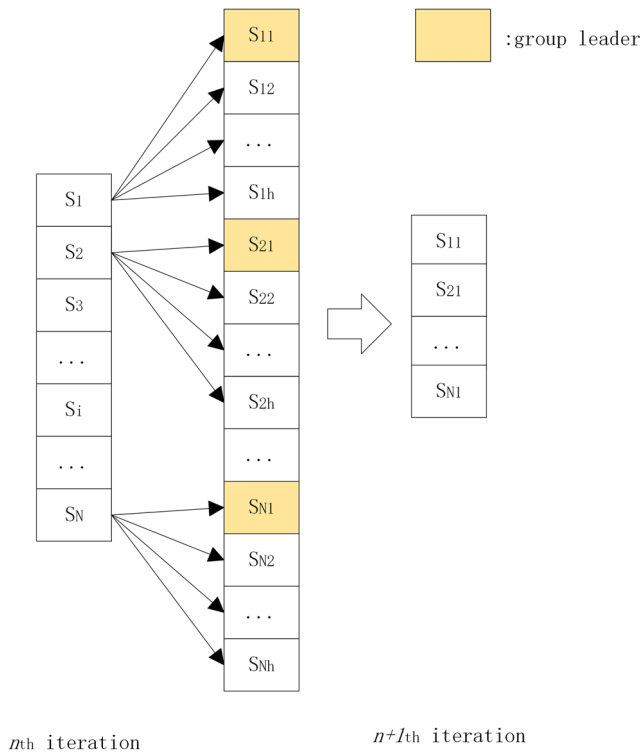 S1
S2
S3
...
Si
...
SN
S11
S12
...
S1h
S21
S22
...
S2h
...
SN1
SN2
...
SNh
:group leader
S11
S21
...
SN1
nth iteration
n+1th iteration